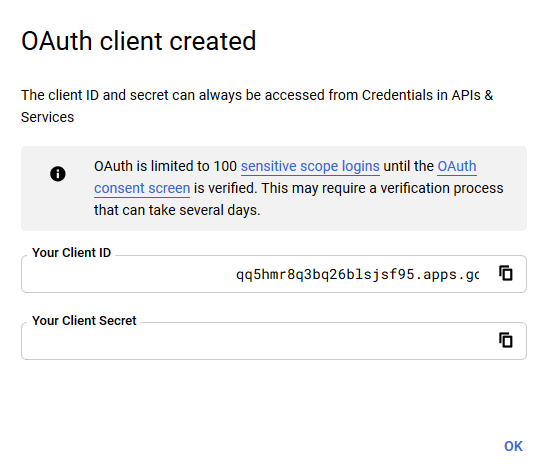 OAuth client created
The client ID and secret can always be accessed from Credentials in APIs &
Services
OAuth is limited to 100 sensitive scope logins until the OAuth
consent screen is verified. This may require a verification process
that can take several days.
Your Client ID
qq5hmr8q3bq26blsjsf95.apps.gc
Your Client Secret
OK